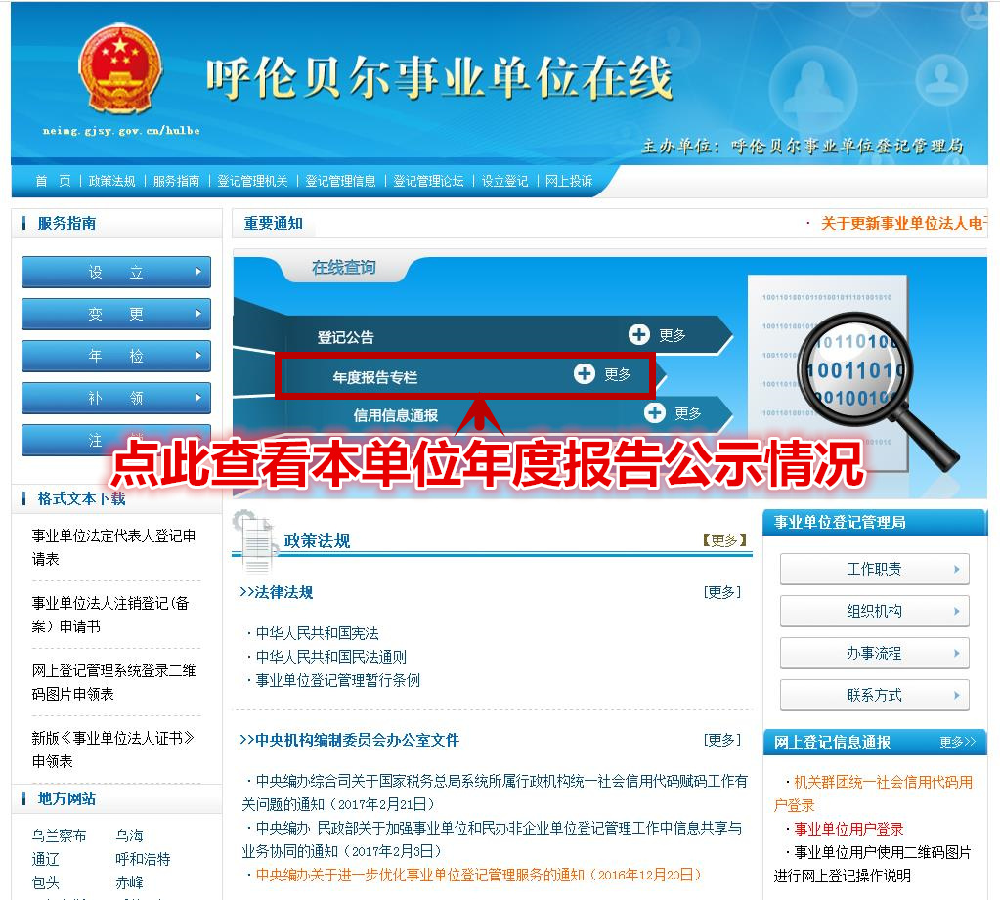 呼伦贝尔事业单位在线
neimg.gjsy.gov.cn/hulbe
主办单位：呼伦贝尔事业单位登记管理局
首 页 | 政策法规 | 服务指南 | 登记管理机关 | 登记管理信息 | 登记管理论坛 | 设立登记 | 网上投诉
服务指南
设 立
变 更
年 检
补 领
注
格式文本下载
事业单位法定代表人登记申
请表
事业单位法人注销登记(备
案）申请书
网上登记管理系统登录二维
码图片申领表
新版《事业单位法人证书》
申领表
地方网站
乌兰察布 乌海
通辽 呼和浩特
包头 赤峰
重要通知
· 关于更新事业单位法人电
在线查询
登记公告 更多
年度报告专栏 更多
信用信息通报 更多
点此查看本单位年度报告公示情况
政策法规 【更多】
>>法律法规 [更多]
· 中华人民共和国宪法
· 中华人民共和国民法通则
· 事业单位登记管理暂行条例
>>中央机构编制委员会办公室文件 [更多]
· 中央编办综合司关于国家税务总局系统所属行政机构统一社会信用代码赋码工作有
关问题的通知（2017年2月21日）
· 中央编办 民政部关于加强事业单位和民办非企业单位登记管理工作中信息共享与
业务协同的通知（2017年2月3日）
· 中央编办关于进一步优化事业单位登记管理服务的通知（2016年12月20日）
事业单位登记管理局
工作职责
组织机构
办事流程
联系方式
网上登记信息通报 更多>>
· 机关群团统一社会信用代码用
户登录
· 事业单位用户登录
· 事业单位用户使用二维码图片
进行网上登记操作说明